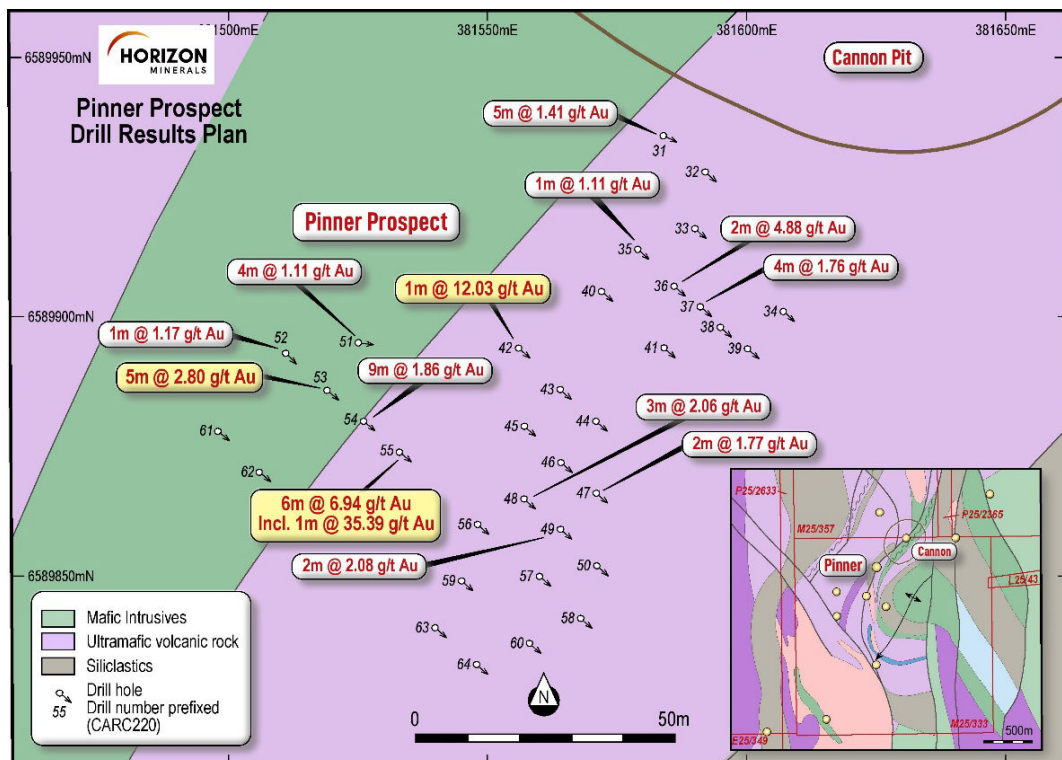 381500mE
381550mE
381600mE
381650mE
6589950mN
HORIZON
MINERALS
Pinner Prospect
Drill Results Plan
Cannon Pit
5m @ 1.41 g/t Au
31
32
1m @ 1.11 g/t Au
33
Pinner Prospect
35
2m @ 4.88 g/t Au
4m @ 1.11 g/t Au
1m @ 12.03 g/t Au
4m @ 1.76 g/t Au
36
40
37
34
6589900mN
38
1m @ 1.17 g/t Au
52
51
42
41
39
5m @ 2.80 g/t Au
53
9m @ 1.86 g/t Au
43
3m @ 2.06 g/t Au
61
54
45
44
55
2m @ 1.77 g/t Au
46
62
48
47
6m @ 6.94 g/t Au
Incl. 1m @ 35.39 g/t Au
56
49
2m @ 2.08 g/t Au
6589850mN
59
57
50
58
63
60
64
Mafic Intrusives
Ultramafic volcanic rock
Siliclastics
Drill hole
55
Drill number prefixed
(CARC220)
N
0
50m
P25/2633
P25/2365
M25/357
Cannon
Pinner
L25/43
M25/333
E25/349
500m